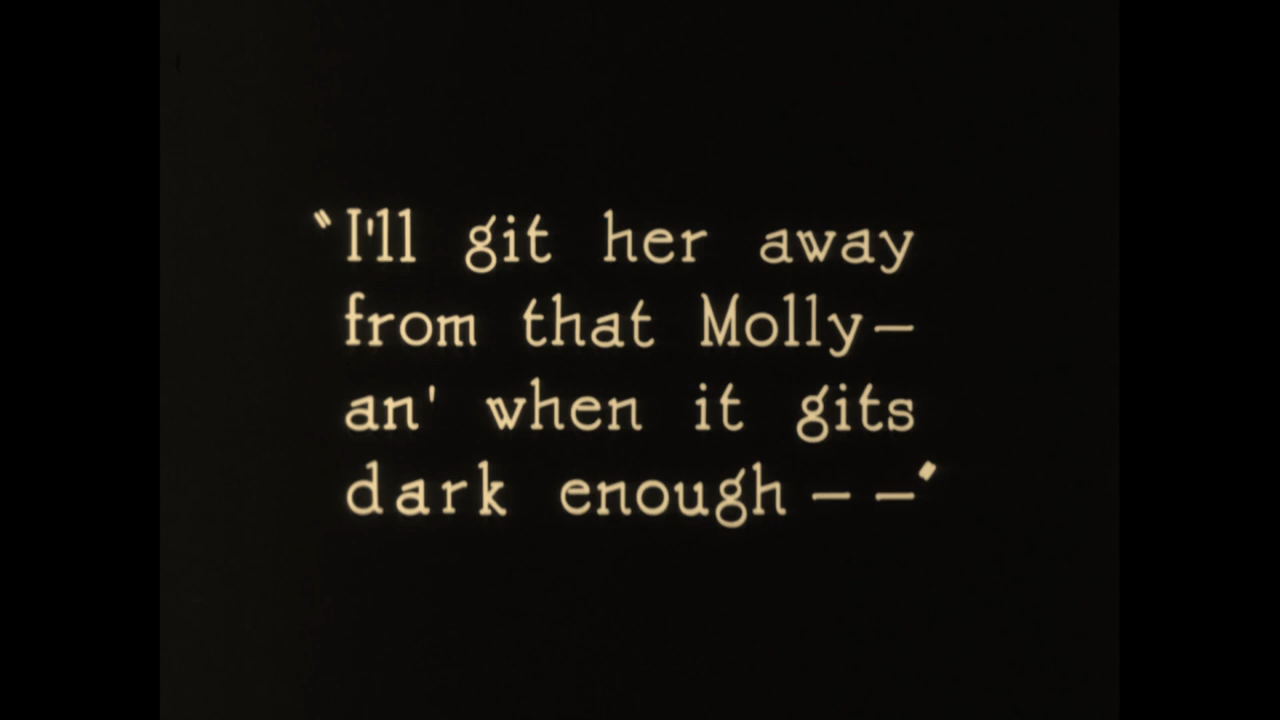 "I'll git her away
from that Molly—
an' when it gits
dark enough — —"